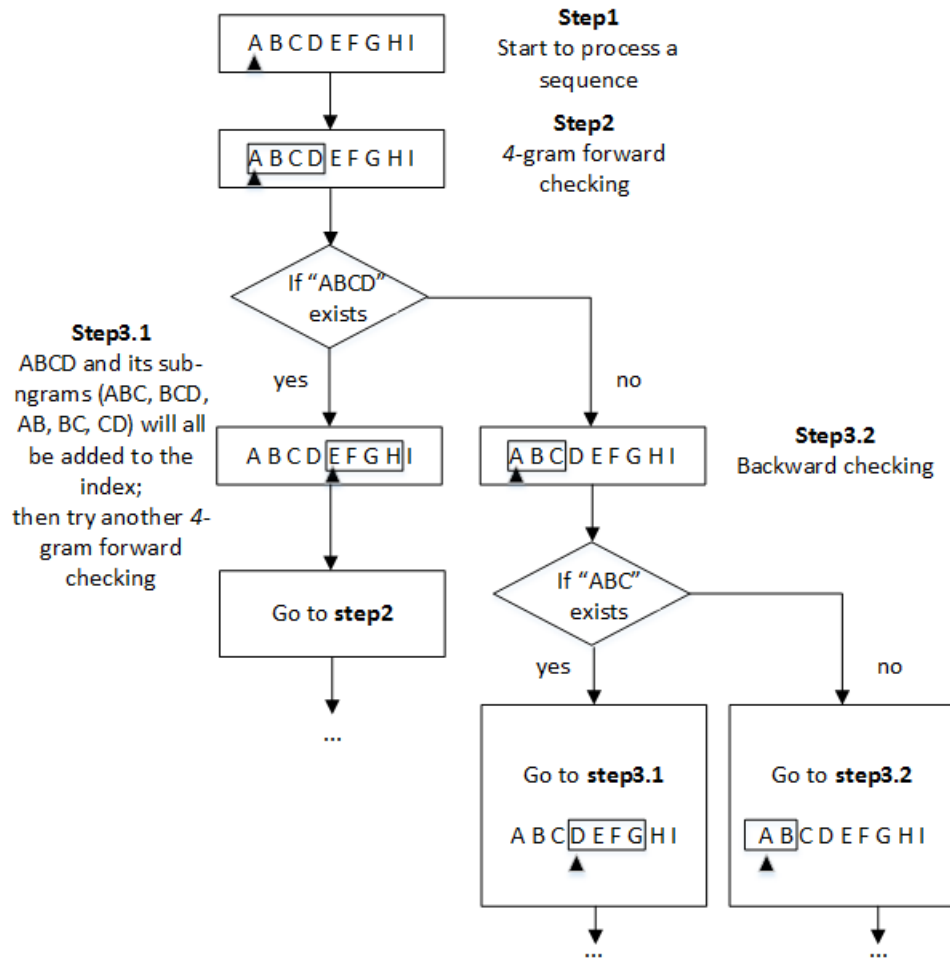 Step1
Start to process a
sequence
A B C D E F G H I
Step2
4-gram forward
checking
A B C D E F G H I
If “ABCD”
exists
Step3.1
ABCD and its sub-
ngrams (ABC, BCD,
AB, BC, CD) will all
be added to the
index;
then try another 4-
gram forward
checking
yes
no
A B C D E F G H I
A B C D E F G H I
Step3.2
Backward checking
Go to step2
...
If “ABC”
exists
yes
no
Go to step3.1
A B C D E F G H I
...
Go to step3.2
A B C D E F G H I
...